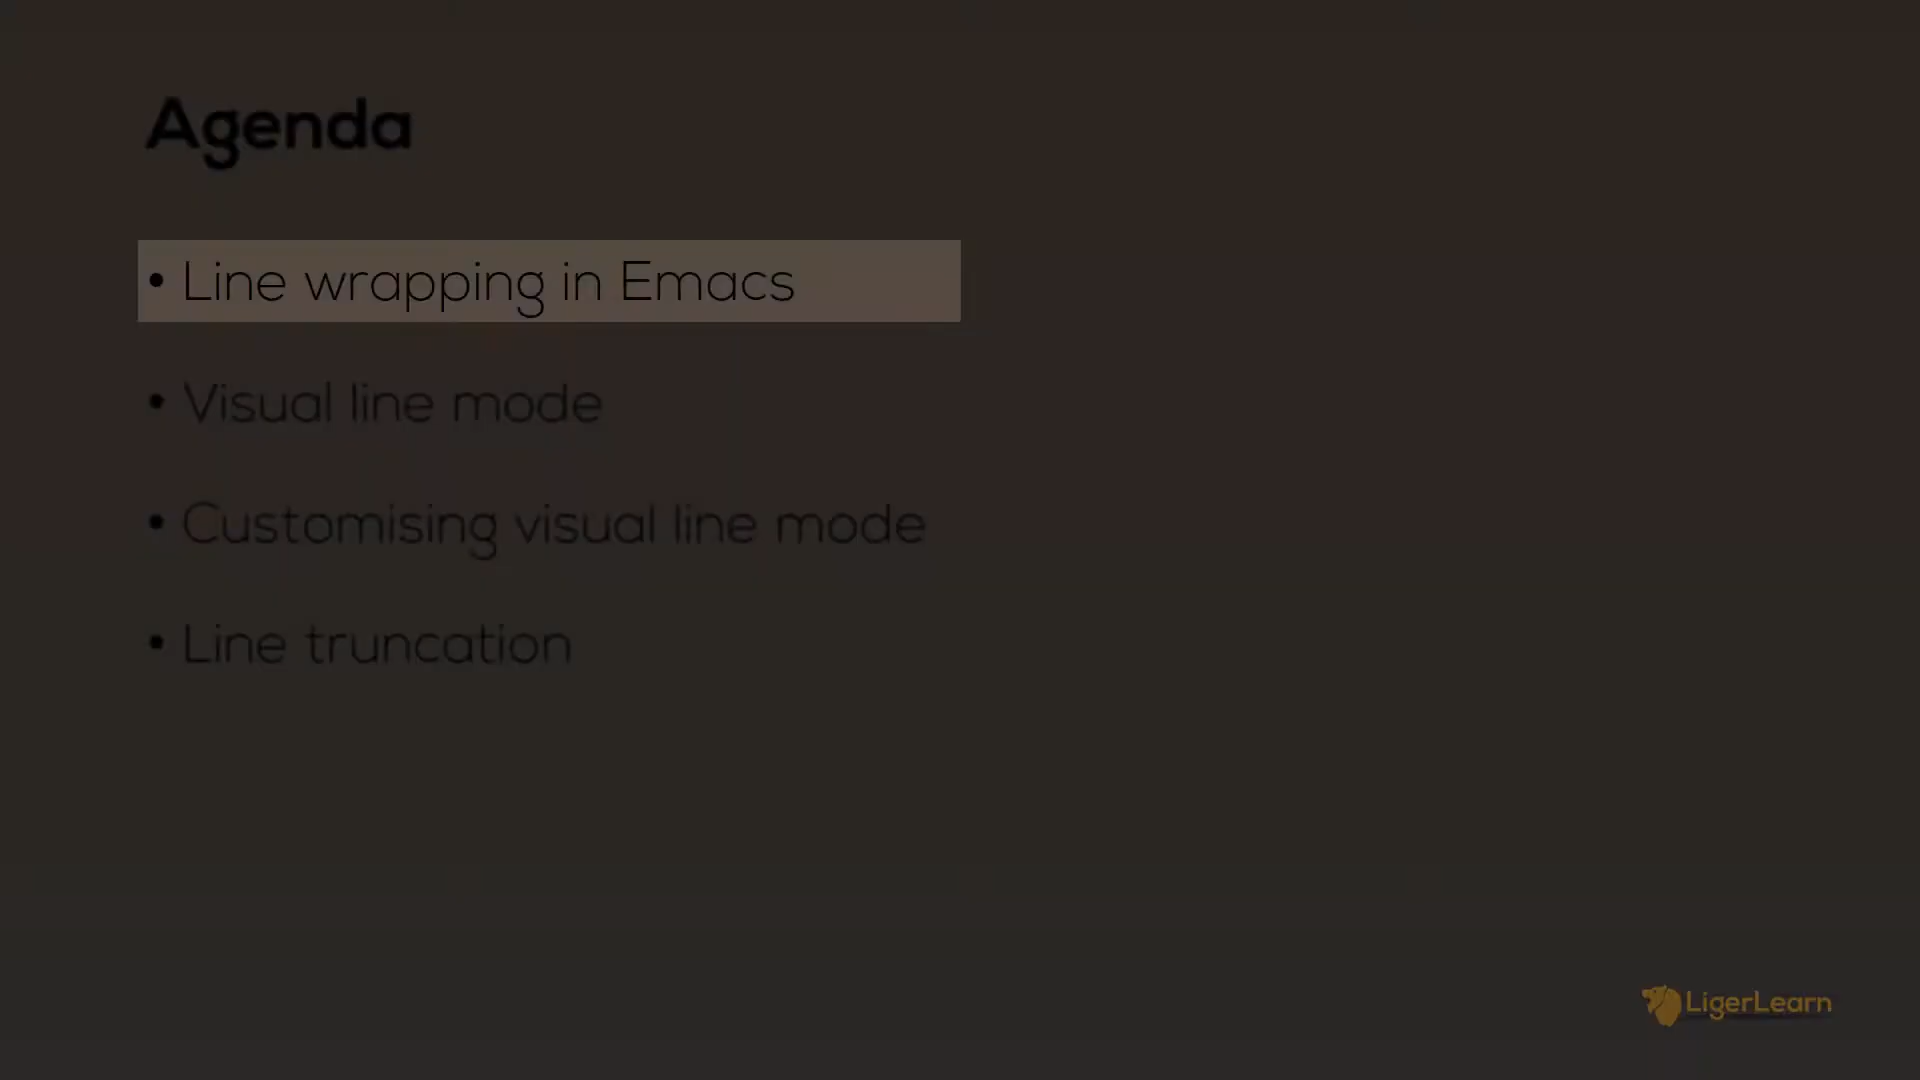 Agenda
• Line wrapping in Emacs
• Visual line mode
• Customising visual line mode
• Line truncation
LigerLearn